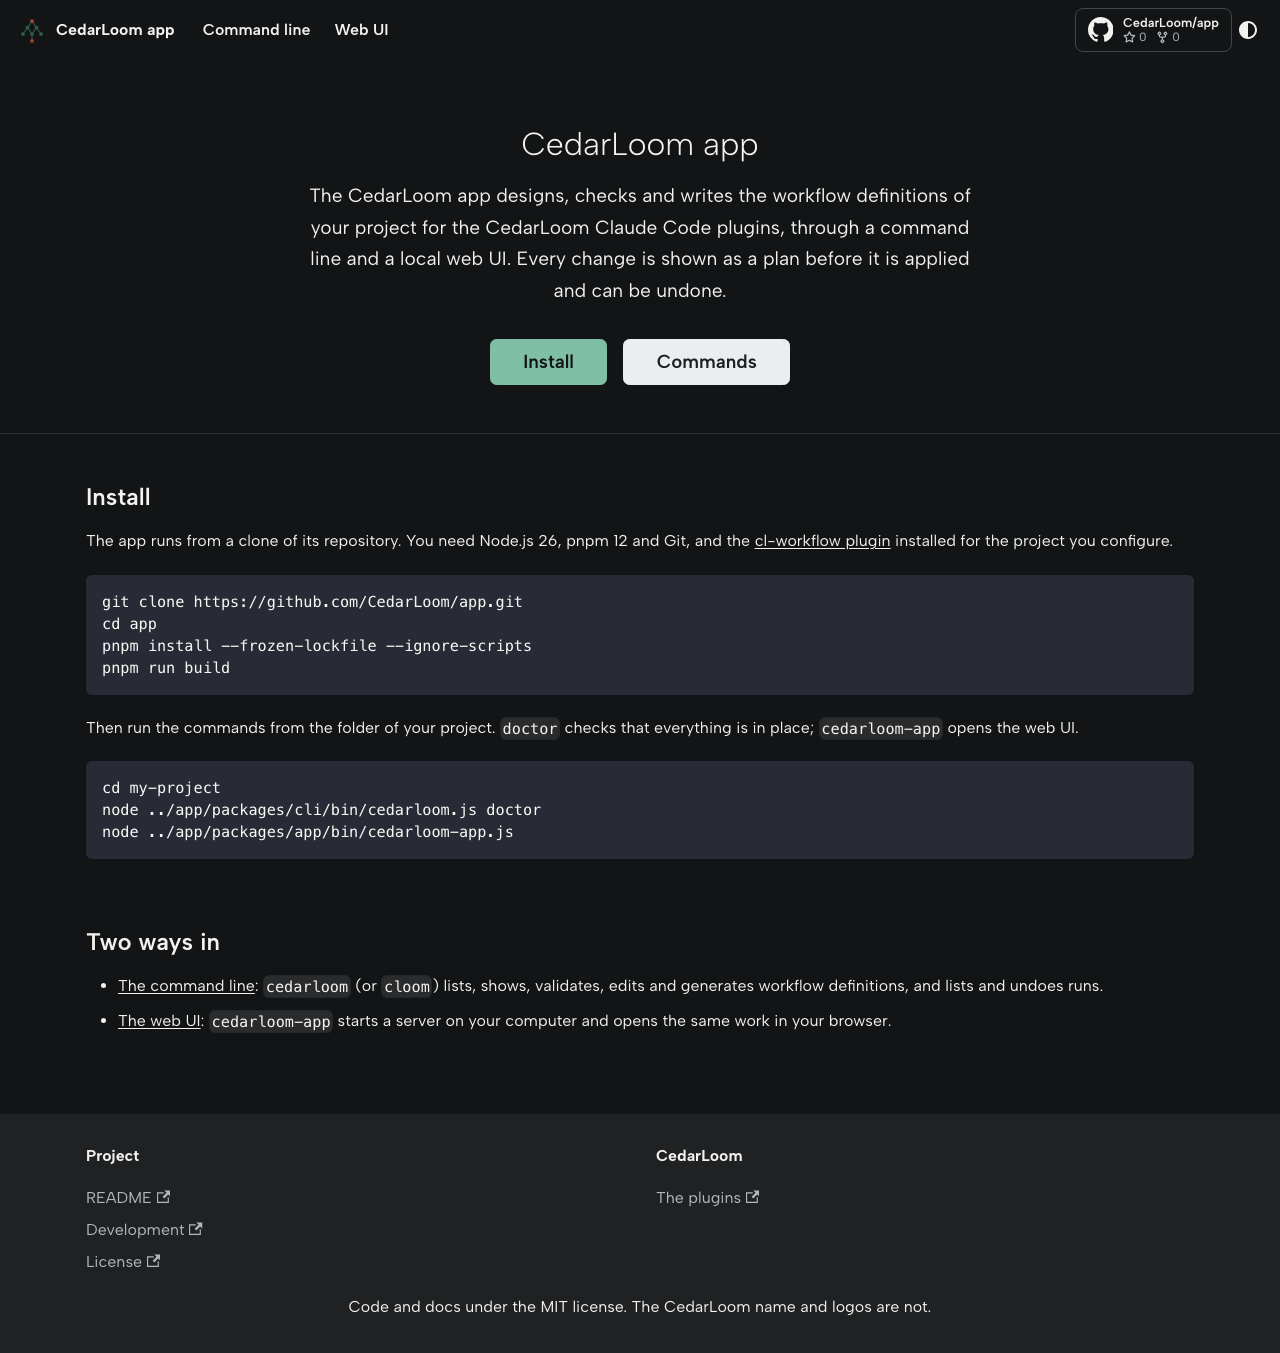 CedarLoom app
Command line
Web UI
CedarLoom/app
0 0
CedarLoom app
The CedarLoom app designs, checks and writes the workflow definitions of
your project for the CedarLoom Claude Code plugins, through a command
line and a local web UI. Every change is shown as a plan before it is applied
and can be undone.
Install
Commands
Install
The app runs from a clone of its repository. You need Node.js 26, pnpm 12 and Git, and the cl-workflow plugin installed for the project you configure.
git clone https://github.com/CedarLoom/app.git
cd app
pnpm install --frozen-lockfile --ignore-scripts
pnpm run build
Then run the commands from the folder of your project. doctor checks that everything is in place; cedarloom-app opens the web UI.
cd my-project
node ../app/packages/cli/bin/cedarloom.js doctor
node ../app/packages/app/bin/cedarloom-app.js
Two ways in
• The command line: cedarloom (or cloom) lists, shows, validates, edits and generates workflow definitions, and lists and undoes runs.
• The web UI: cedarloom-app starts a server on your computer and opens the same work in your browser.
Project
README
Development
License
CedarLoom
The plugins
Code and docs under the MIT license. The CedarLoom name and logos are not.